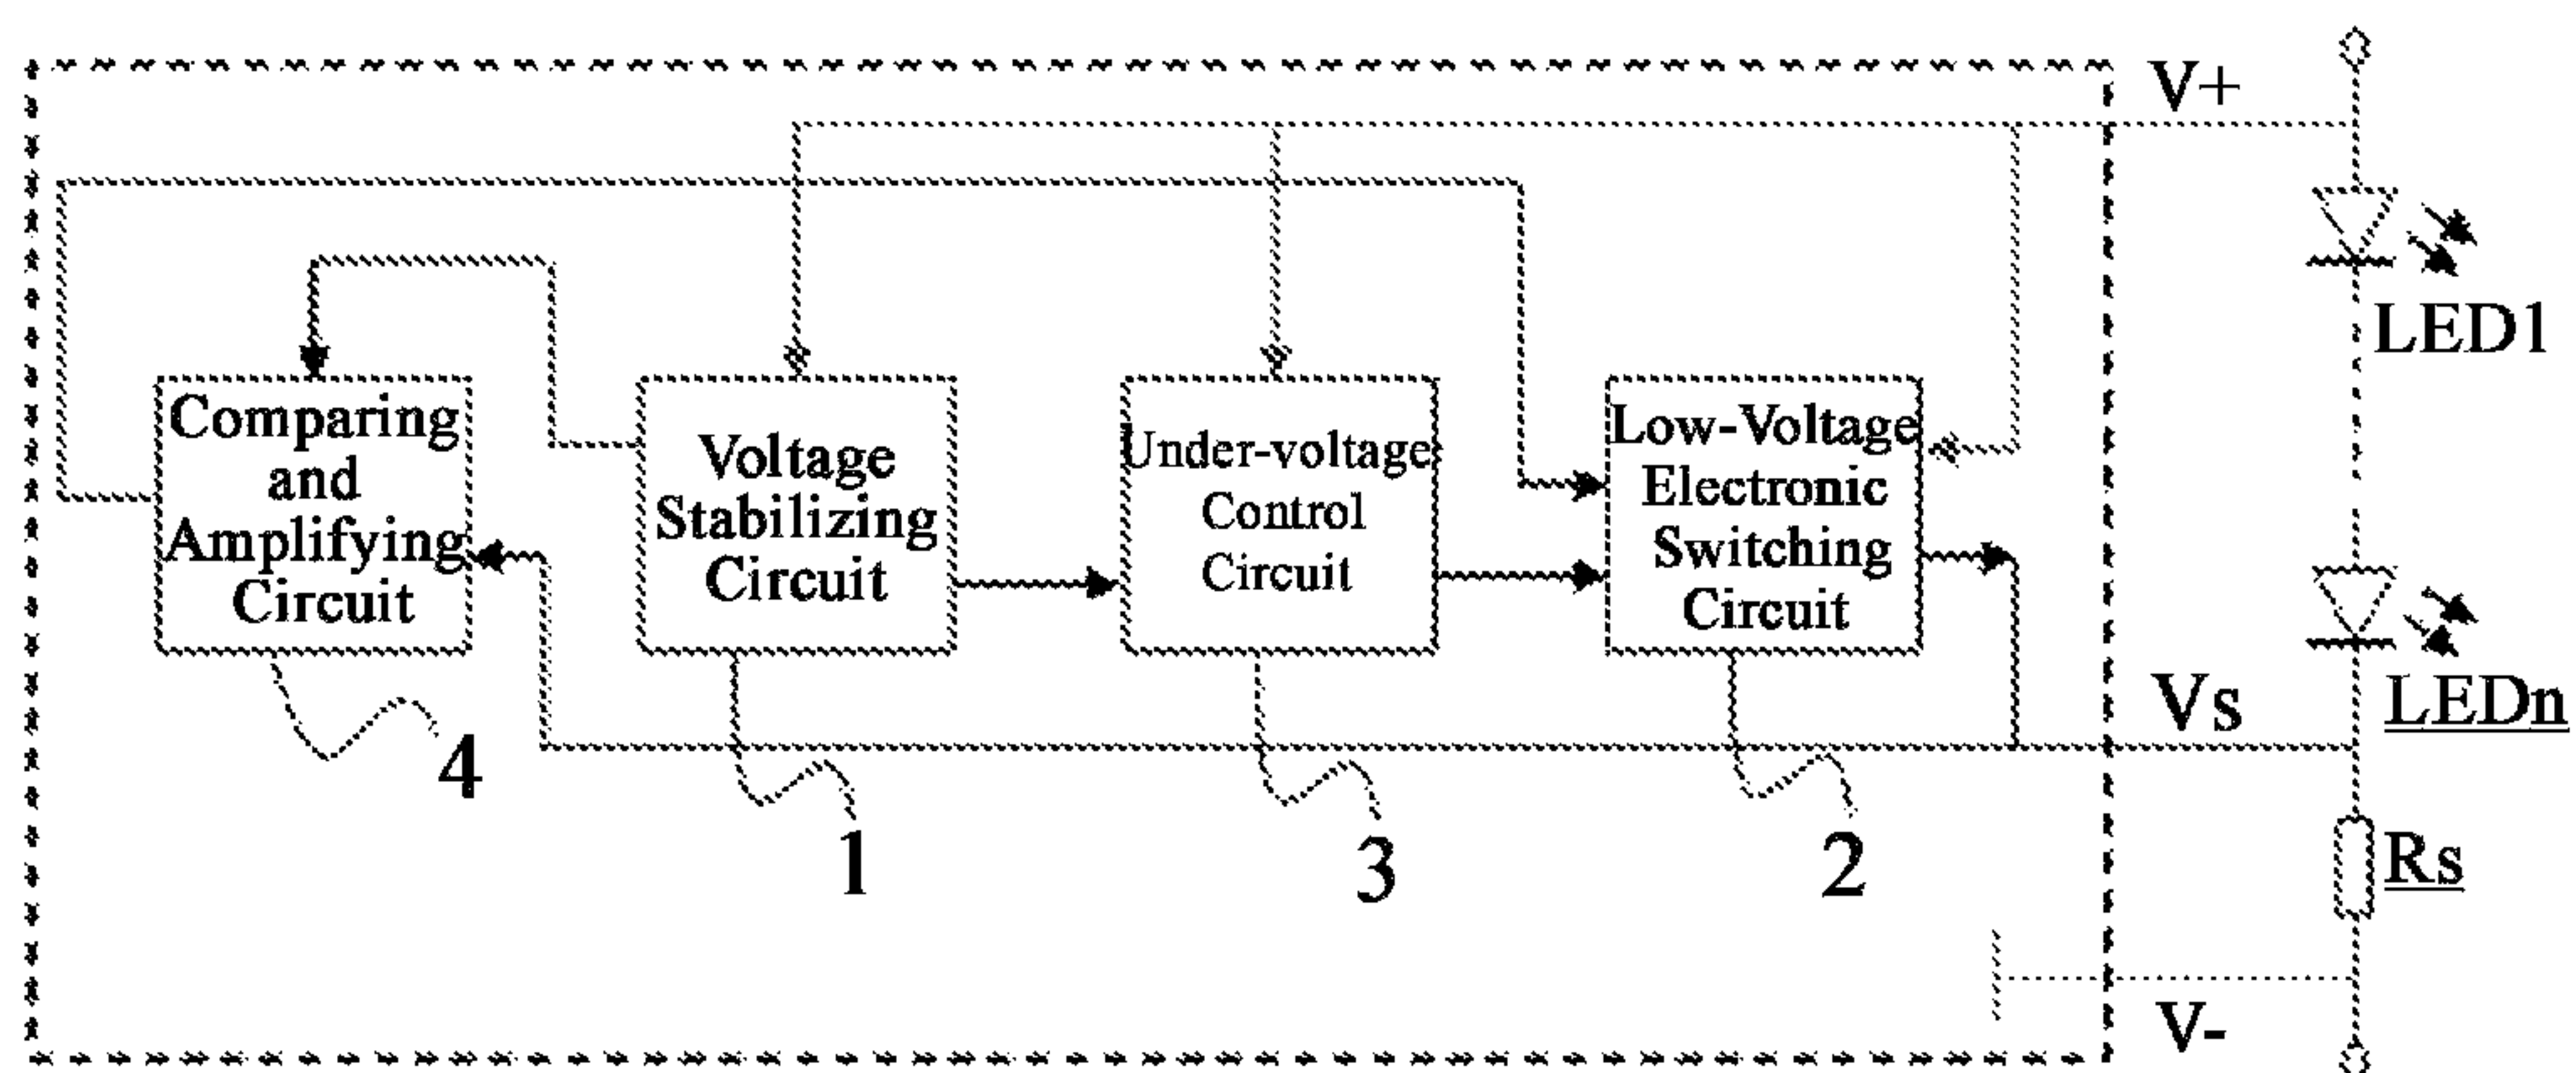 V+
LED1
Comparing
and
Amplifying
Circuit
Voltage
Stabilizing
Circuit
Under-voltage
Control
Circuit
Low-Voltage
Electronic
Switching
Circuit
Vs
LEDn
4
1
3
2
Rs
V-